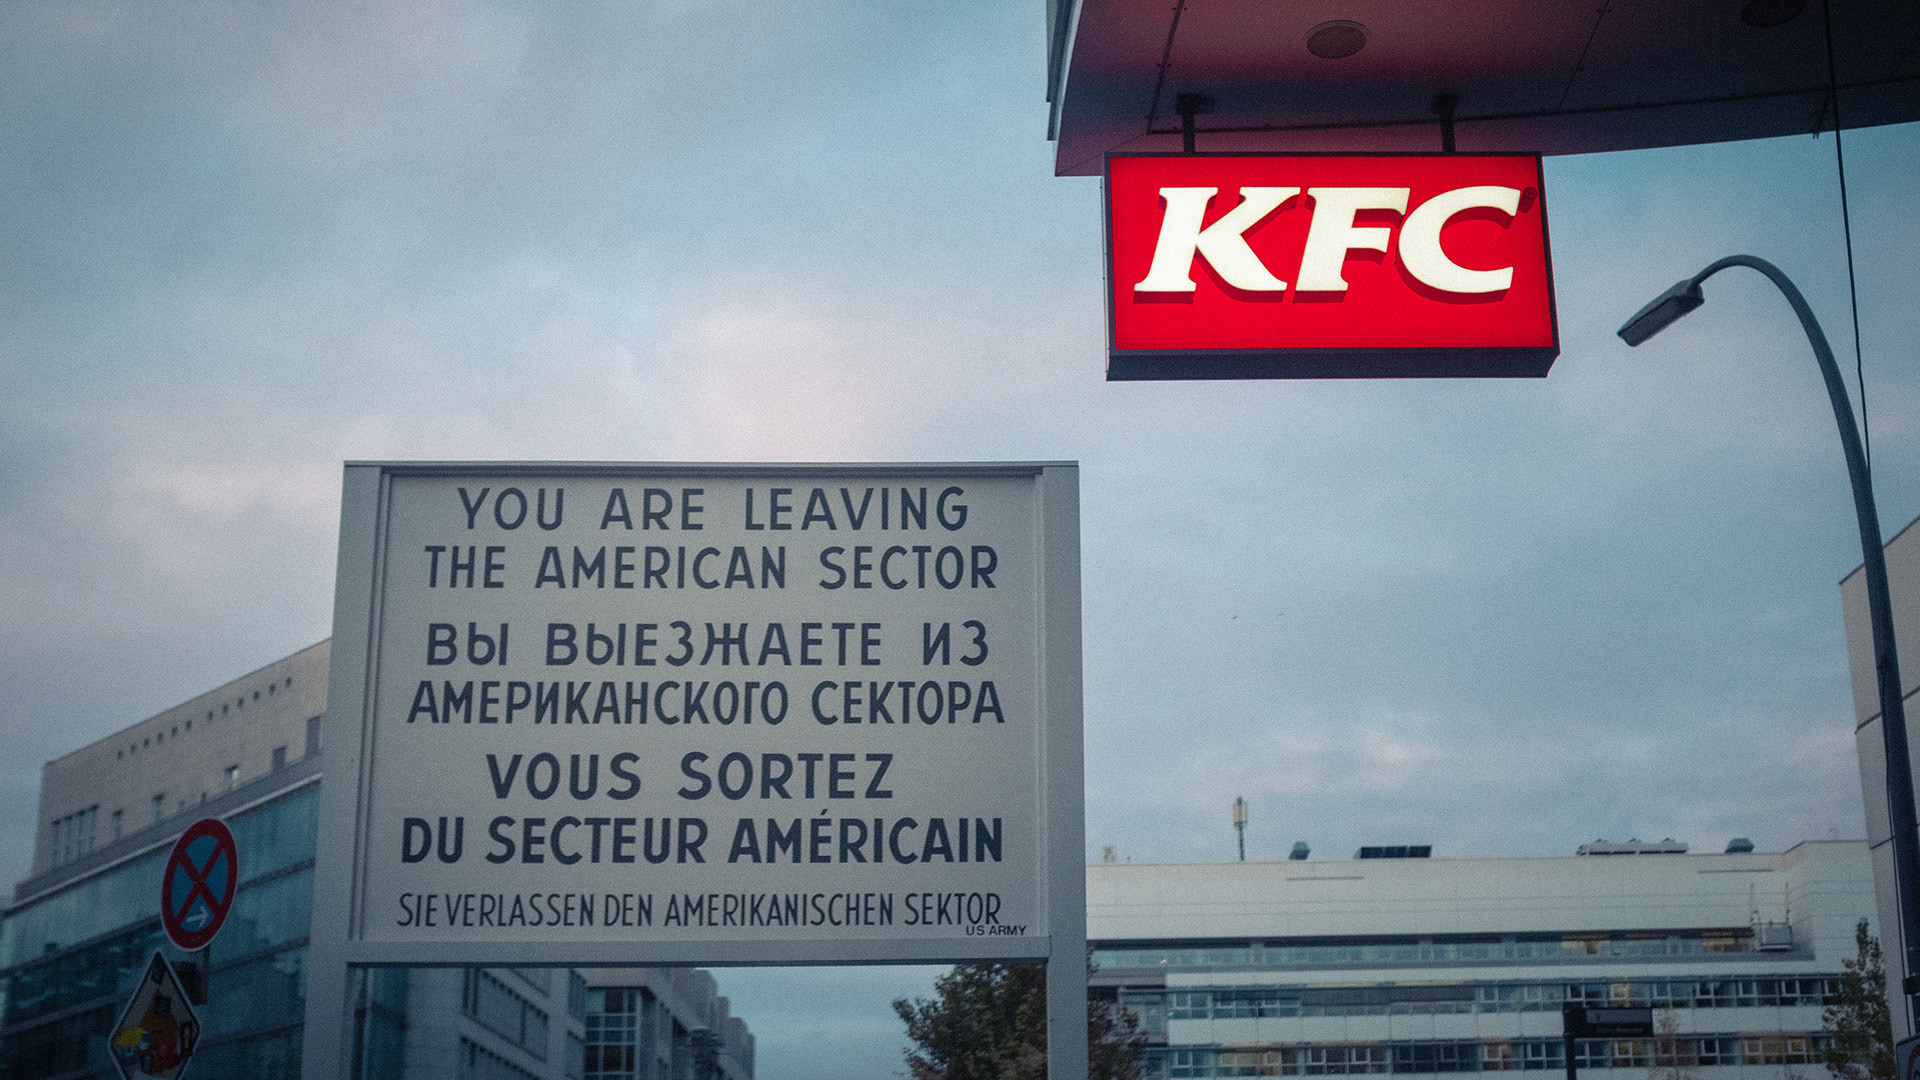 KFC
YOU ARE LEAVING
THE AMERICAN SECTOR
ВЫ ВЫЕЗЖАЕТЕ ИЗ
АМЕРИКАНСКОГО СЕКТОРА
VOUS SORTEZ
DU SECTEUR AMÉRICAIN
SIE VERLASSEN DEN AMERIKANISCHEN SEKTOR
US ARMY